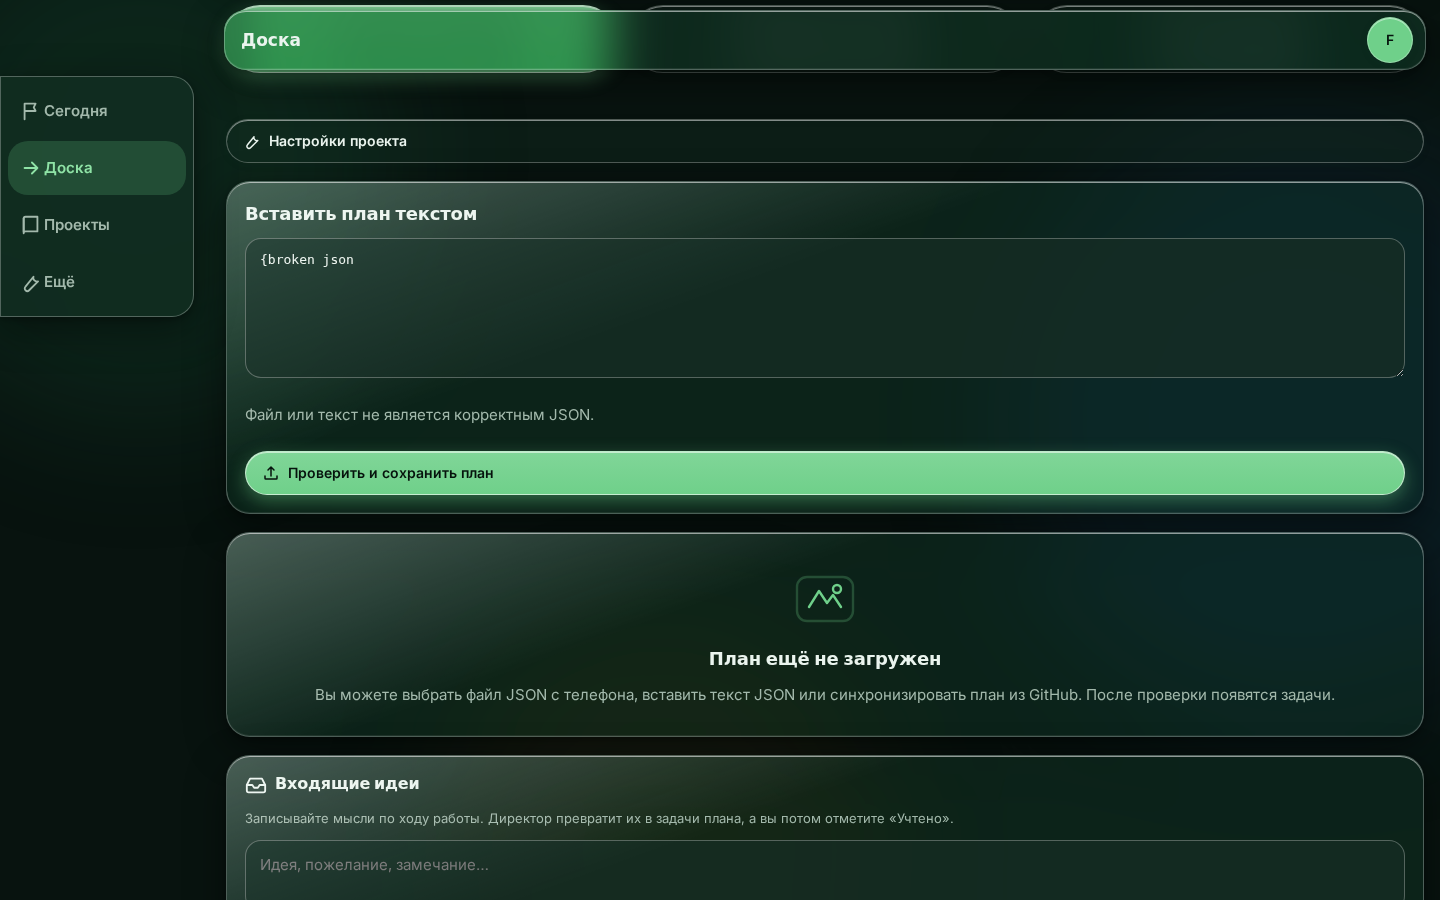 Доска
F
Сегодня
Доска
Проекты
Ещё
Настройки проекта
Вставить план текстом
{broken json
Файл или текст не является корректным JSON.
Проверить и сохранить план
План ещё не загружен
Вы можете выбрать файл JSON с телефона, вставить текст JSON или синхронизировать план из GitHub. После проверки появятся задачи.
Входящие идеи
Записывайте мысли по ходу работы. Директор превратит их в задачи плана, а вы потом отметите «Учтено».
Идея, пожелание, замечание…